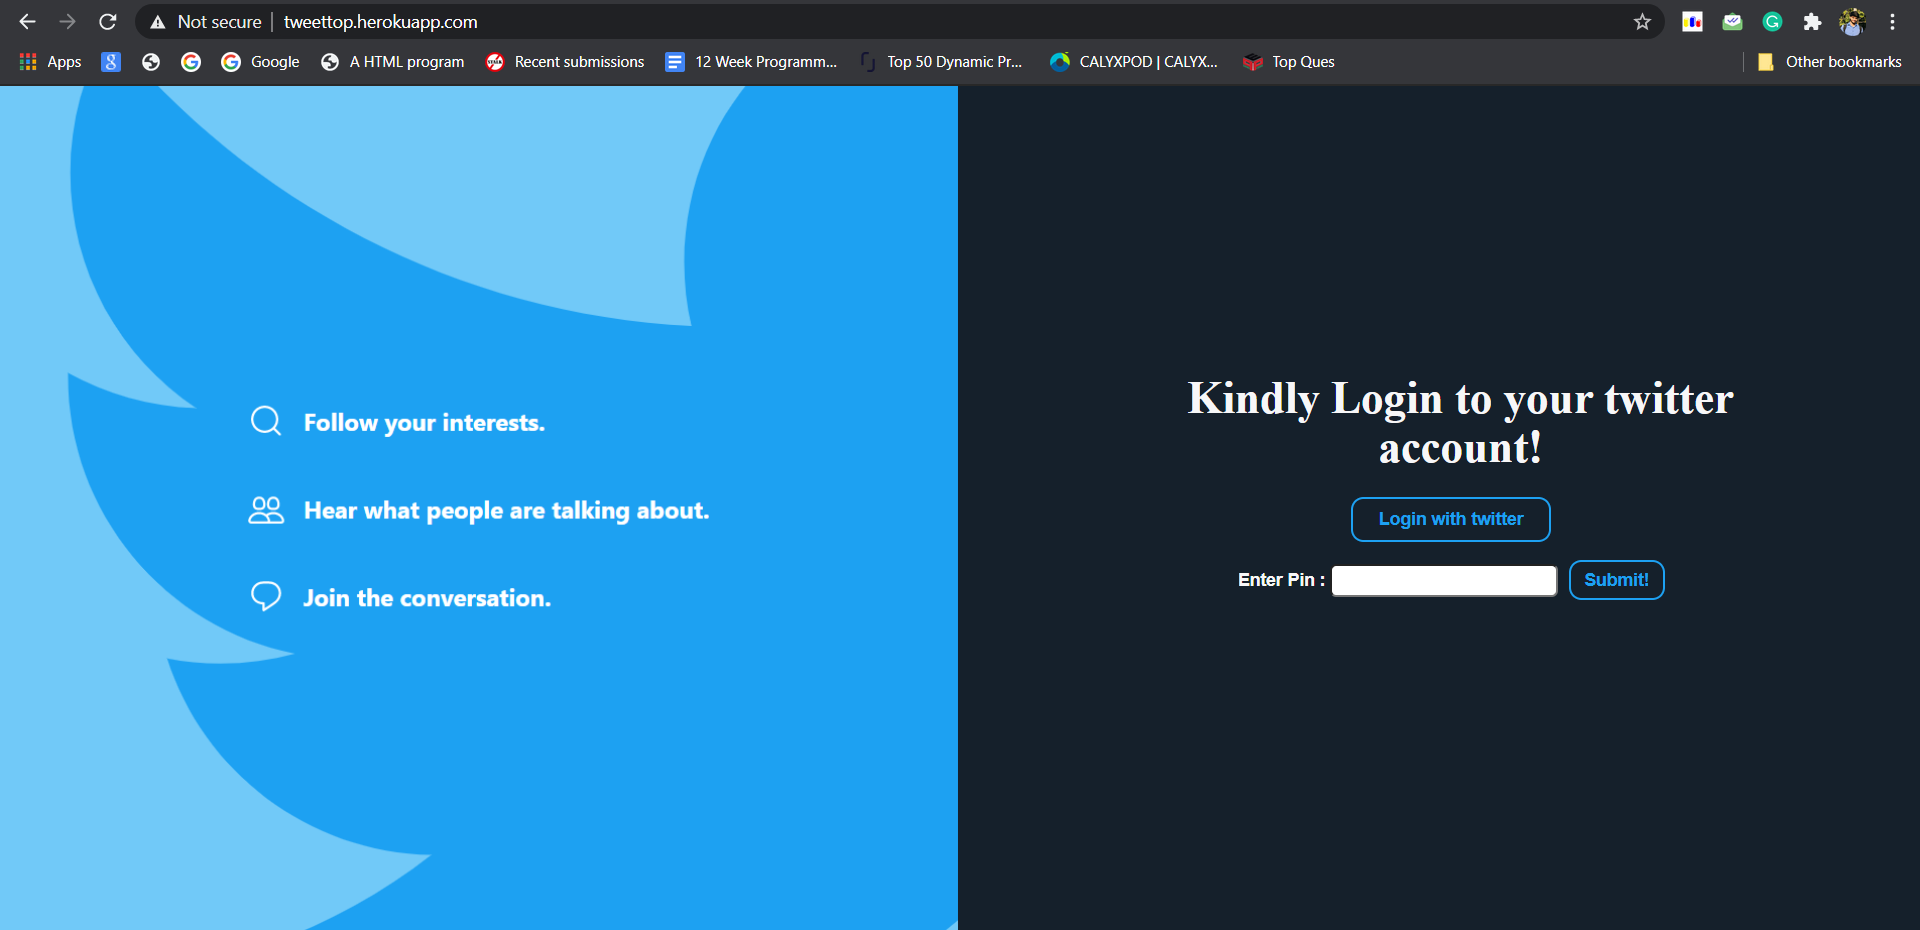 Not secure | tweettop.herokuapp.com
Apps Google A HTML program Recent submissions 12 Week Programm... Top 50 Dynamic Pr... CALYXPOD | CALYX... Top Ques Other bookmarks
Follow your interests.
Hear what people are talking about.
Join the conversation.
Kindly Login to your twitter
account!
Login with twitter
Enter Pin : Submit!